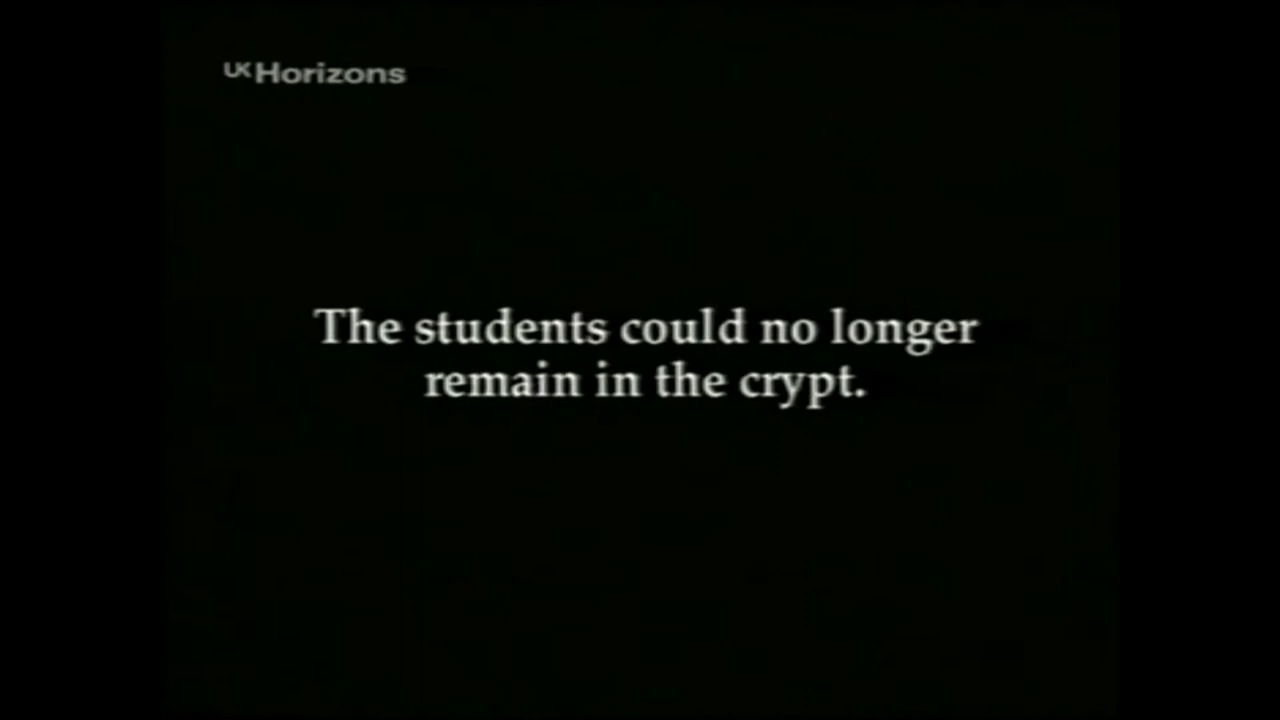 UKHorizons
The students could no longer
remain in the crypt.